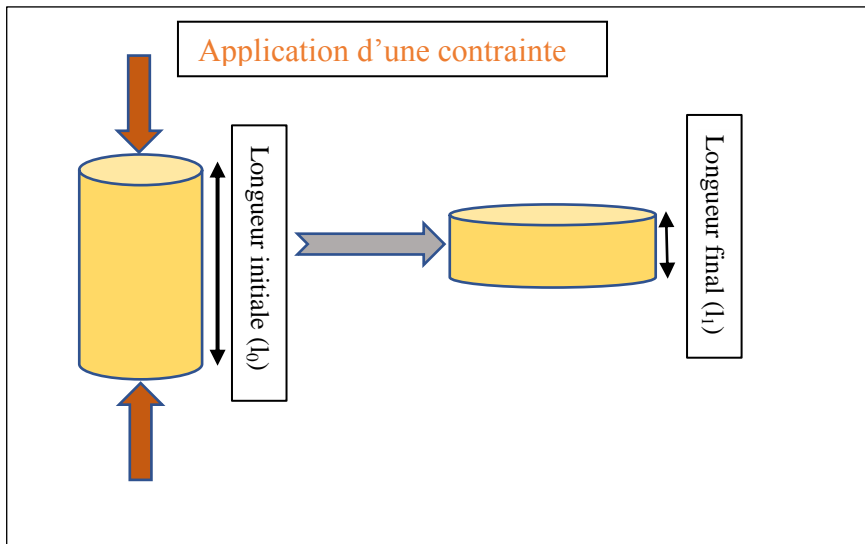 Application d’une contrainte
Longueur initiale (l₀)
Longueur final (l₁)